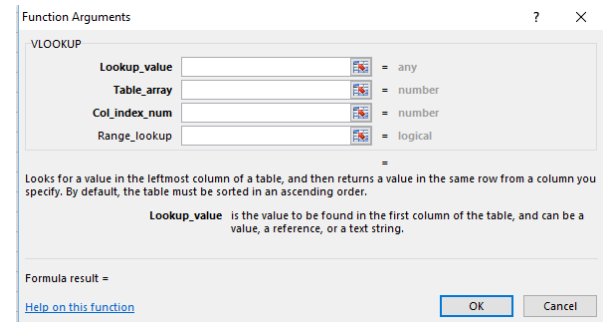 Function Arguments ? ×
VLOOKUP
Lookup_value = any
Table_array = number
Col_index_num = number
Range_lookup = logical
=
Looks for a value in the leftmost column of a table, and then returns a value in the same row from a column you
specify. By default, the table must be sorted in an ascending order.
Lookup_value is the value to be found in the first column of the table, and can be a
value, a reference, or a text string.
Formula result =
Help on this function OK Cancel